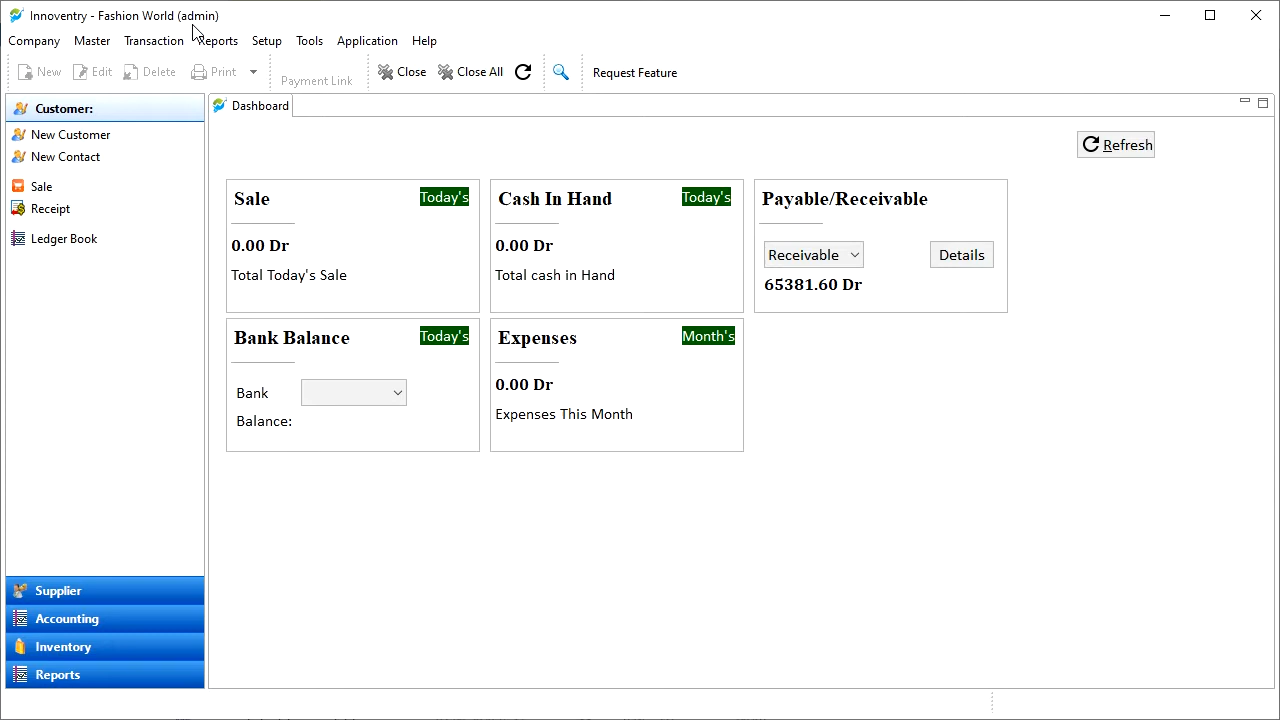 Innoventry - Fashion World (admin)
Company Master Transaction Reports Setup Tools Application Help
New Edit Delete Print Payment Link Close Close All Request Feature
Customer:
New Customer
New Contact
Sale
Receipt
Ledger Book
Supplier
Accounting
Inventory
Reports
Dashboard
Refresh
Sale Today's
0.00 Dr
Total Today's Sale
Cash In Hand Today's
0.00 Dr
Total cash in Hand
Payable/Receivable
Receivable Details
65381.60 Dr
Bank Balance Today's
Bank
Balance:
Expenses Month's
0.00 Dr
Expenses This Month